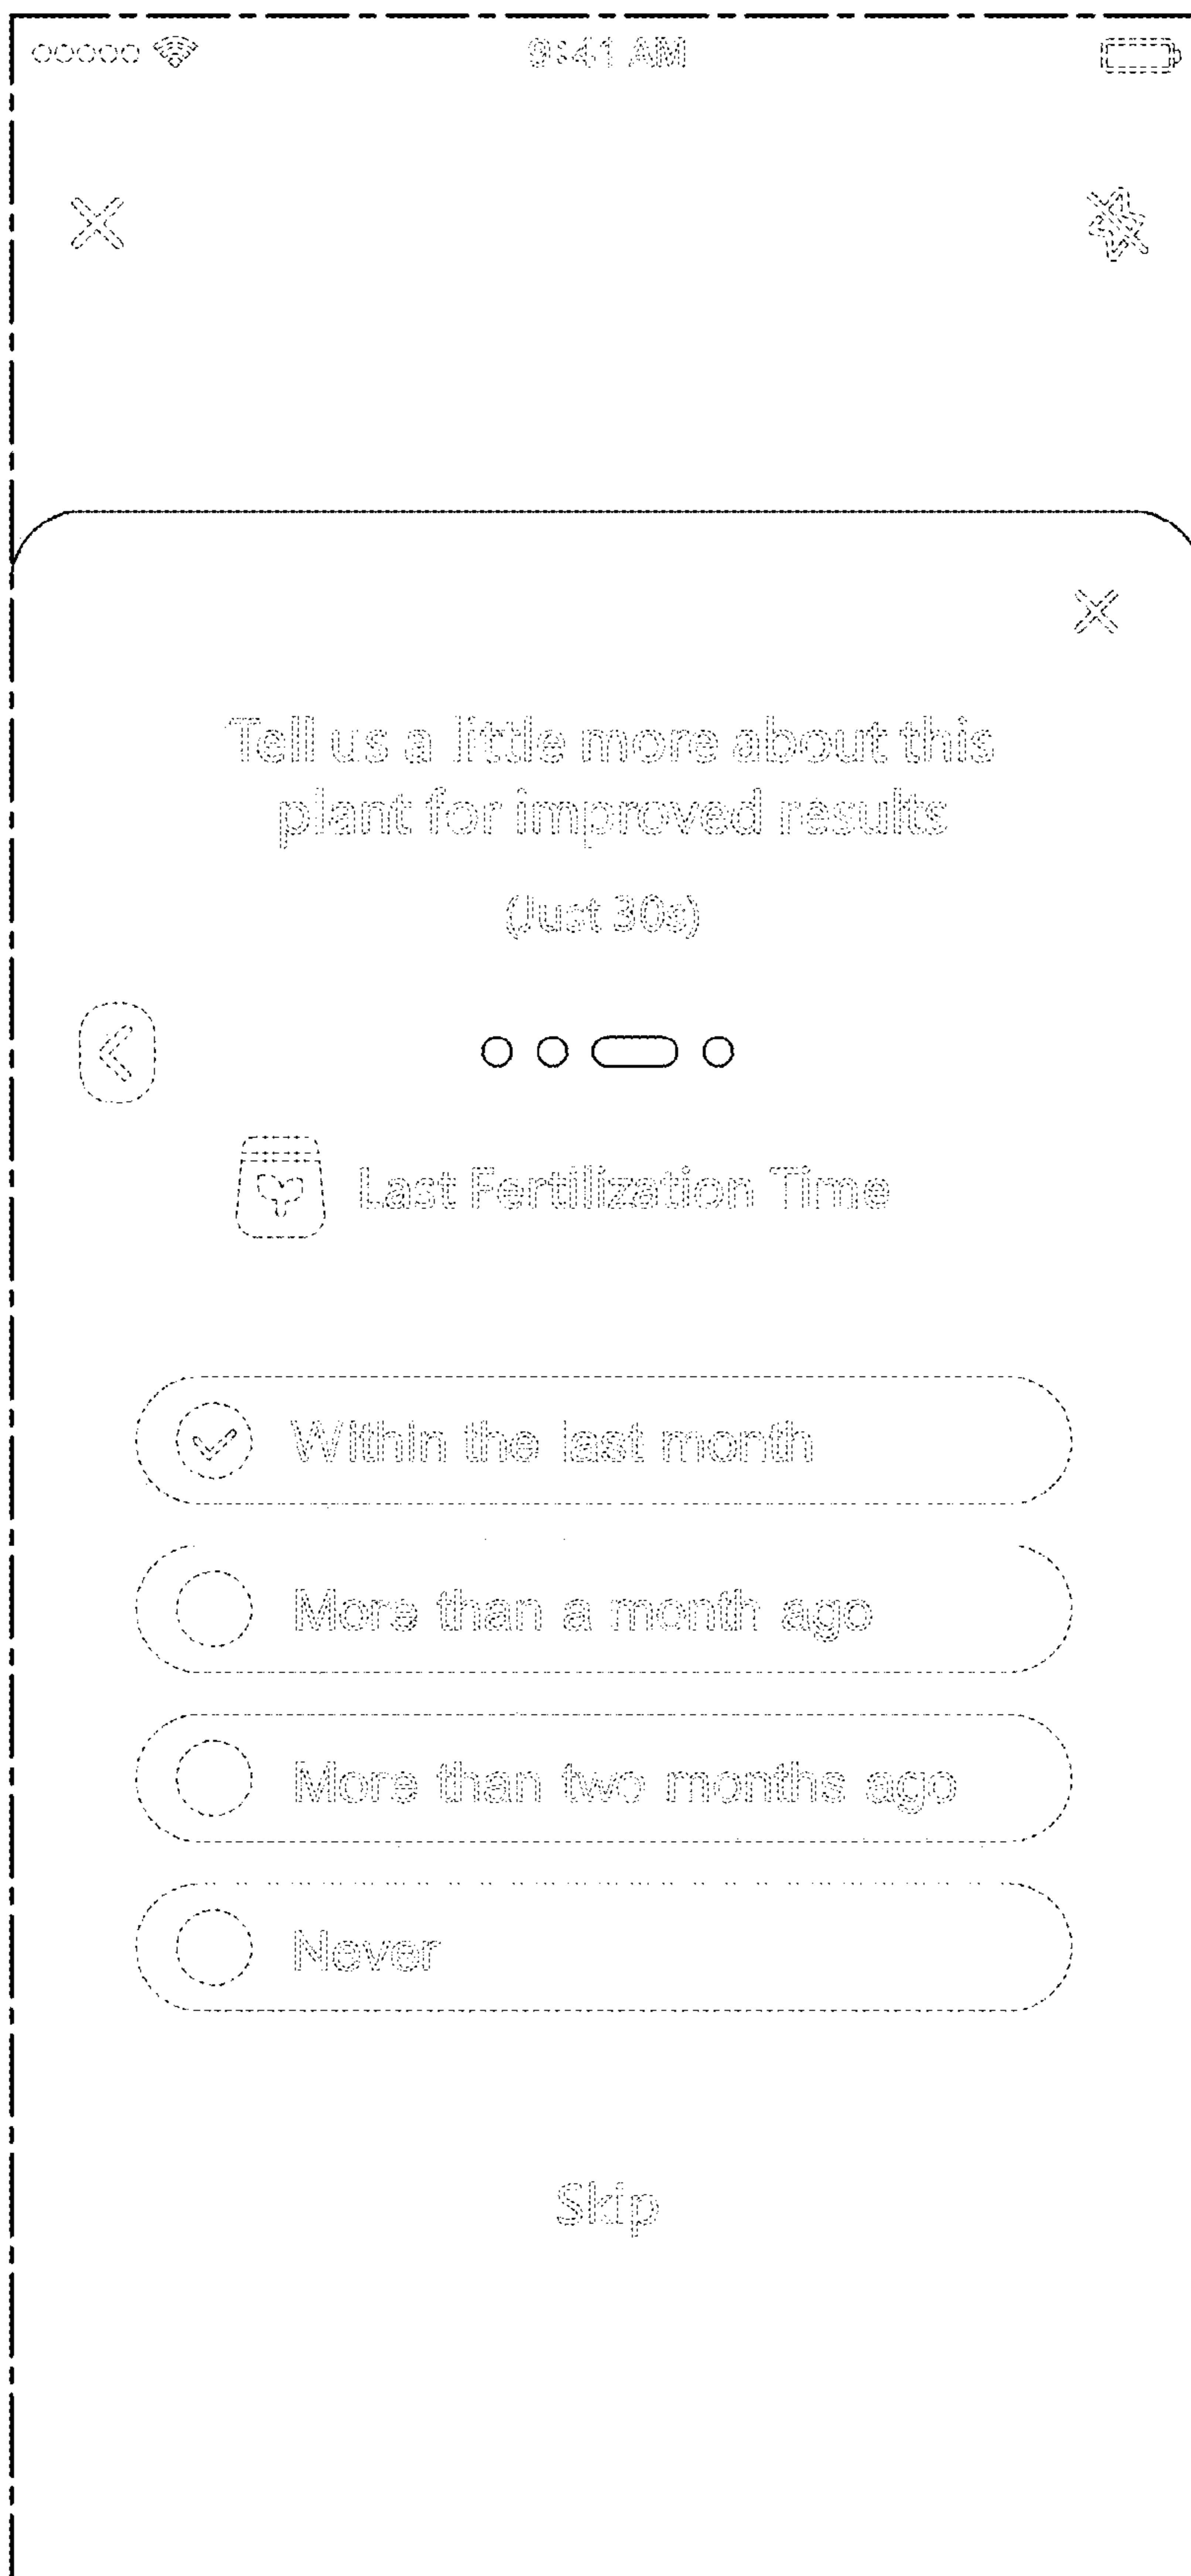 9:41 AM
Tell us a little more about this
plant for improved results
(Just 30s)
Last Fertilization Time
Within the last month
More than a month ago
More than two months ago
Never
Skip